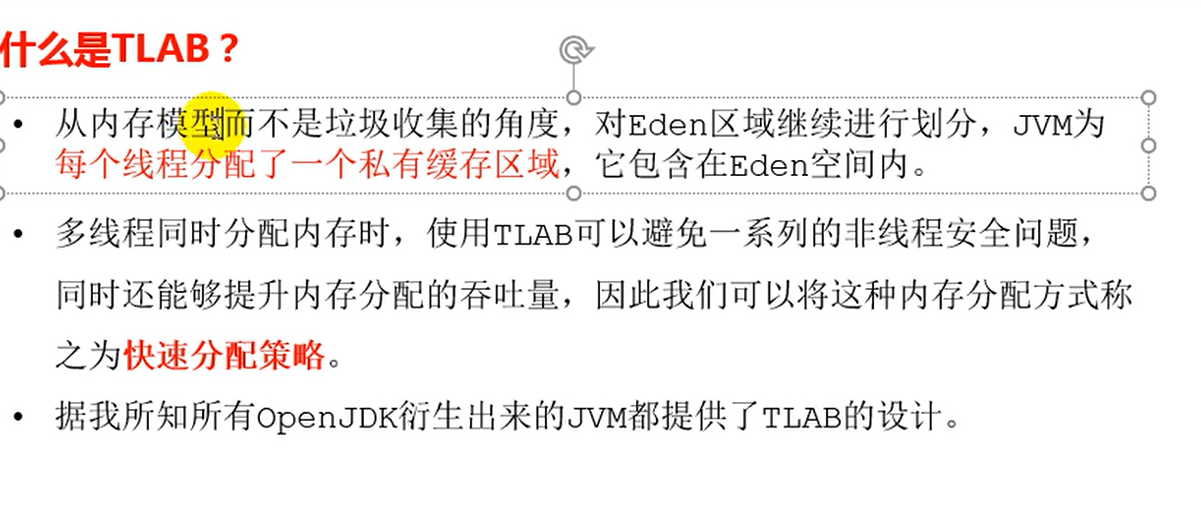 什么是TLAB？
• 从内存模型而不是垃圾收集的角度，对Eden区域继续进行划分，JVM为
每个线程分配了一个私有缓存区域，它包含在Eden空间内。
• 多线程同时分配内存时，使用TLAB可以避免一系列的非线程安全问题，
同时还能够提升内存分配的吞吐量，因此我们可以将这种内存分配方式称
之为快速分配策略。
• 据我所知所有OpenJDK衍生出来的JVM都提供了TLAB的设计。